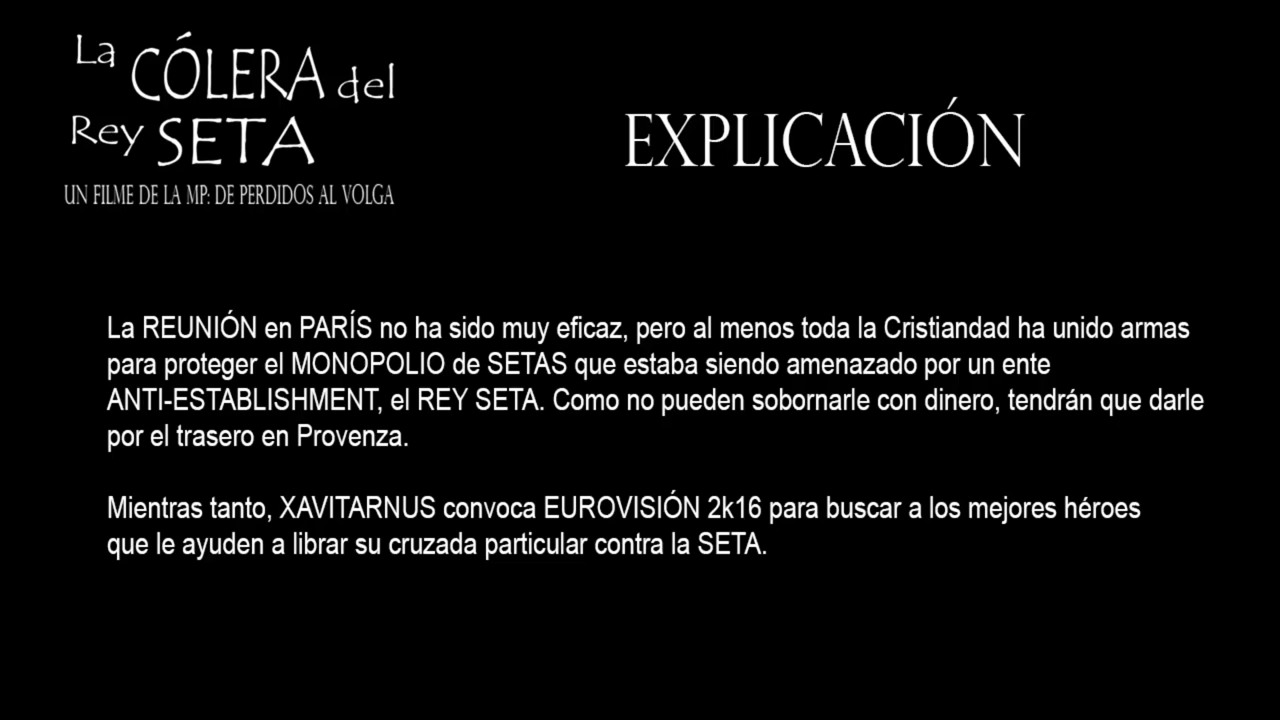 La CÓLERA del
Rey SETA
UN FILME DE LA MP: DE PERDIDOS AL VOLGA
EXPLICACIÓN
La REUNIÓN en PARÍS no ha sido muy eficaz, pero al menos toda la Cristiandad ha unido armas
para proteger el MONOPOLIO de SETAS que estaba siendo amenazado por un ente
ANTI-ESTABLISHMENT, el REY SETA. Como no pueden sobornarle con dinero, tendrán que darle
por el trasero en Provenza.
Mientras tanto, XAVITARNUS convoca EUROVISIÓN 2k16 para buscar a los mejores héroes
que le ayuden a librar su cruzada particular contra la SETA.